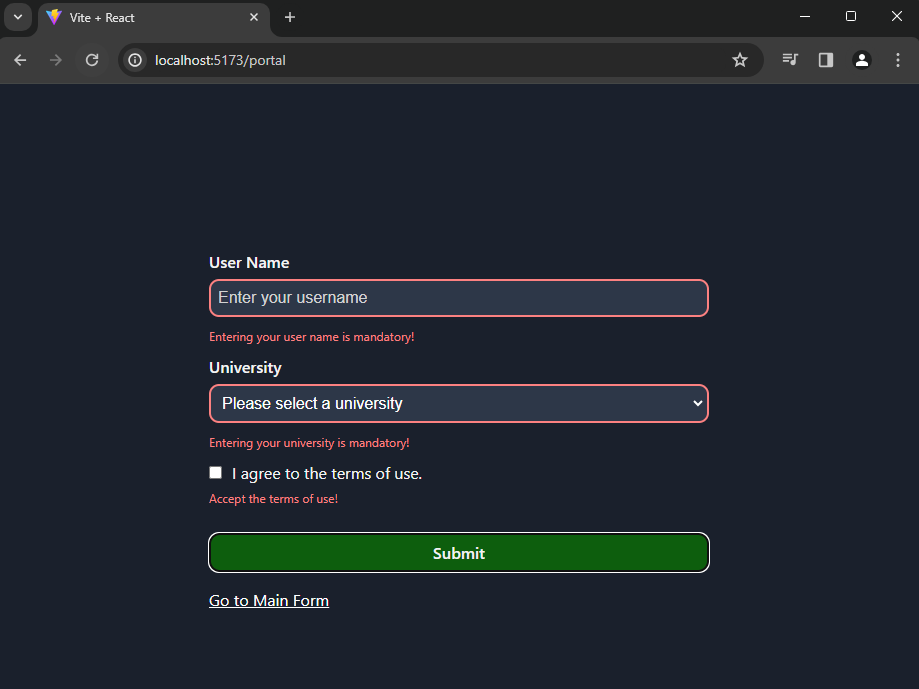 Vite + React
localhost:5173/portal
User Name
Enter your username
Entering your user name is mandatory!
University
Please select a university
Entering your university is mandatory!
I agree to the terms of use.
Accept the terms of use!
Submit
Go to Main Form